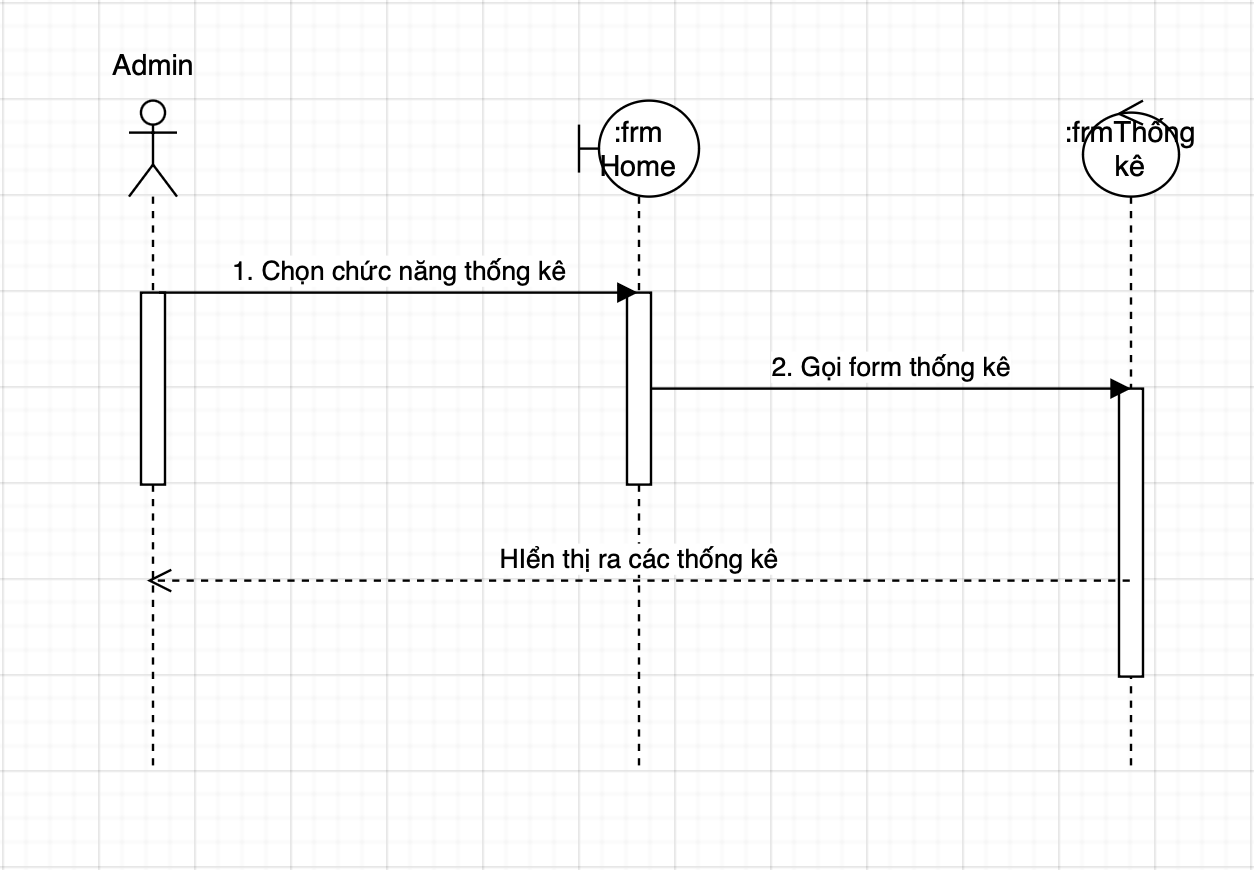 Admin
:frm
Home
:frmThống
kê
1. Chọn chức năng thống kê
2. Gọi form thống kê
HIển thị ra các thống kê